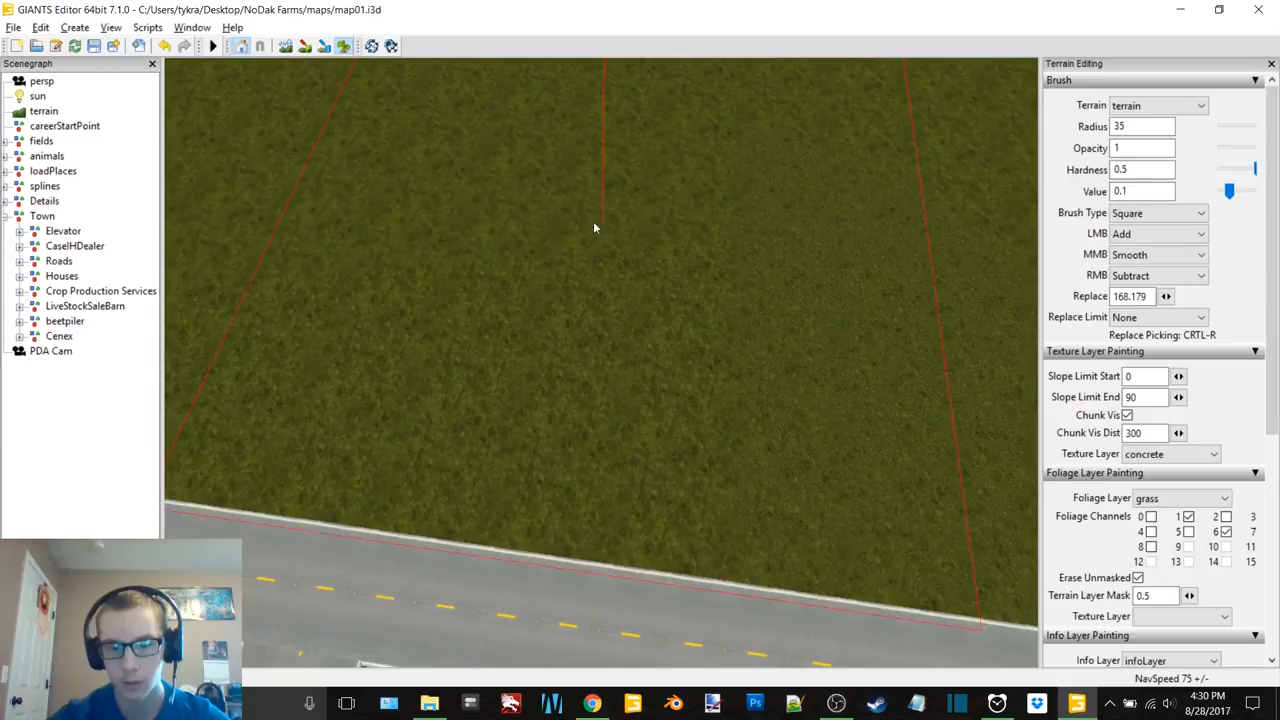 GIANTS Editor 64bit 7.1.0 - C:/Users/tykra/Desktop/NoDak Farms/maps/map01.i3d
File Edit Create View Scripts Window Help
Scenegraph
persp
sun
terrain
careerStartPoint
fields
animals
loadPlaces
splines
Details
Town
Elevator
CaseIHDealer
Roads
Houses
Crop Production Services
LiveStockSaleBarn
beetpiler
Cenex
PDA Cam
Terrain Editing
Brush
Terrain terrain
Radius 35
Opacity 1
Hardness 0.5
Value 0.1
Brush Type Square
LMB Add
MMB Smooth
RMB Subtract
Replace 168.179
Replace Limit None
Replace Picking: CRTL-R
Texture Layer Painting
Slope Limit Start 0
Slope Limit End 90
Chunk Vis
Chunk Vis Dist 300
Texture Layer concrete
Foliage Layer Painting
Foliage Layer grass
Foliage Channels 0 1 2 3
4 5 6 7
8 9 10 11
12 13 14 15
Erase Unmasked
Terrain Layer Mask 0.5
Texture Layer
Info Layer Painting
Info Layer infoLayer
NavSpeed 75 +/-
4:30 PM
8/28/2017